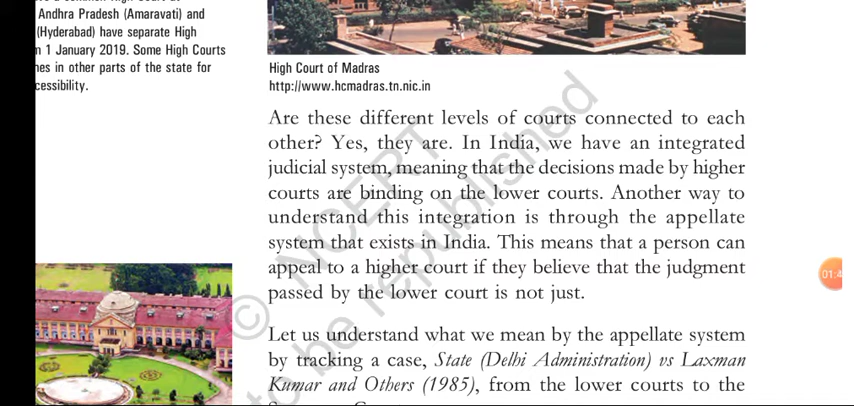 Andhra Pradesh (Amaravati) and
(Hyderabad) have separate High
1 January 2019. Some High Courts
in other parts of the state for
High Court of Madras
http://www.hcmadras.tn.nic.in
Are these different levels of courts connected to each
other? Yes, they are. In India, we have an integrated
judicial system, meaning that the decisions made by higher
courts are binding on the lower courts. Another way to
understand this integration is through the appellate
system that exists in India. This means that a person can
appeal to a higher court if they believe that the judgment
passed by the lower court is not just.
Let us understand what we mean by the appellate system
by tracking a case, State (Delhi Administration) vs Laxman
Kumar and Others (1985), from the lower courts to the
© NCERT
to be republished
01:4